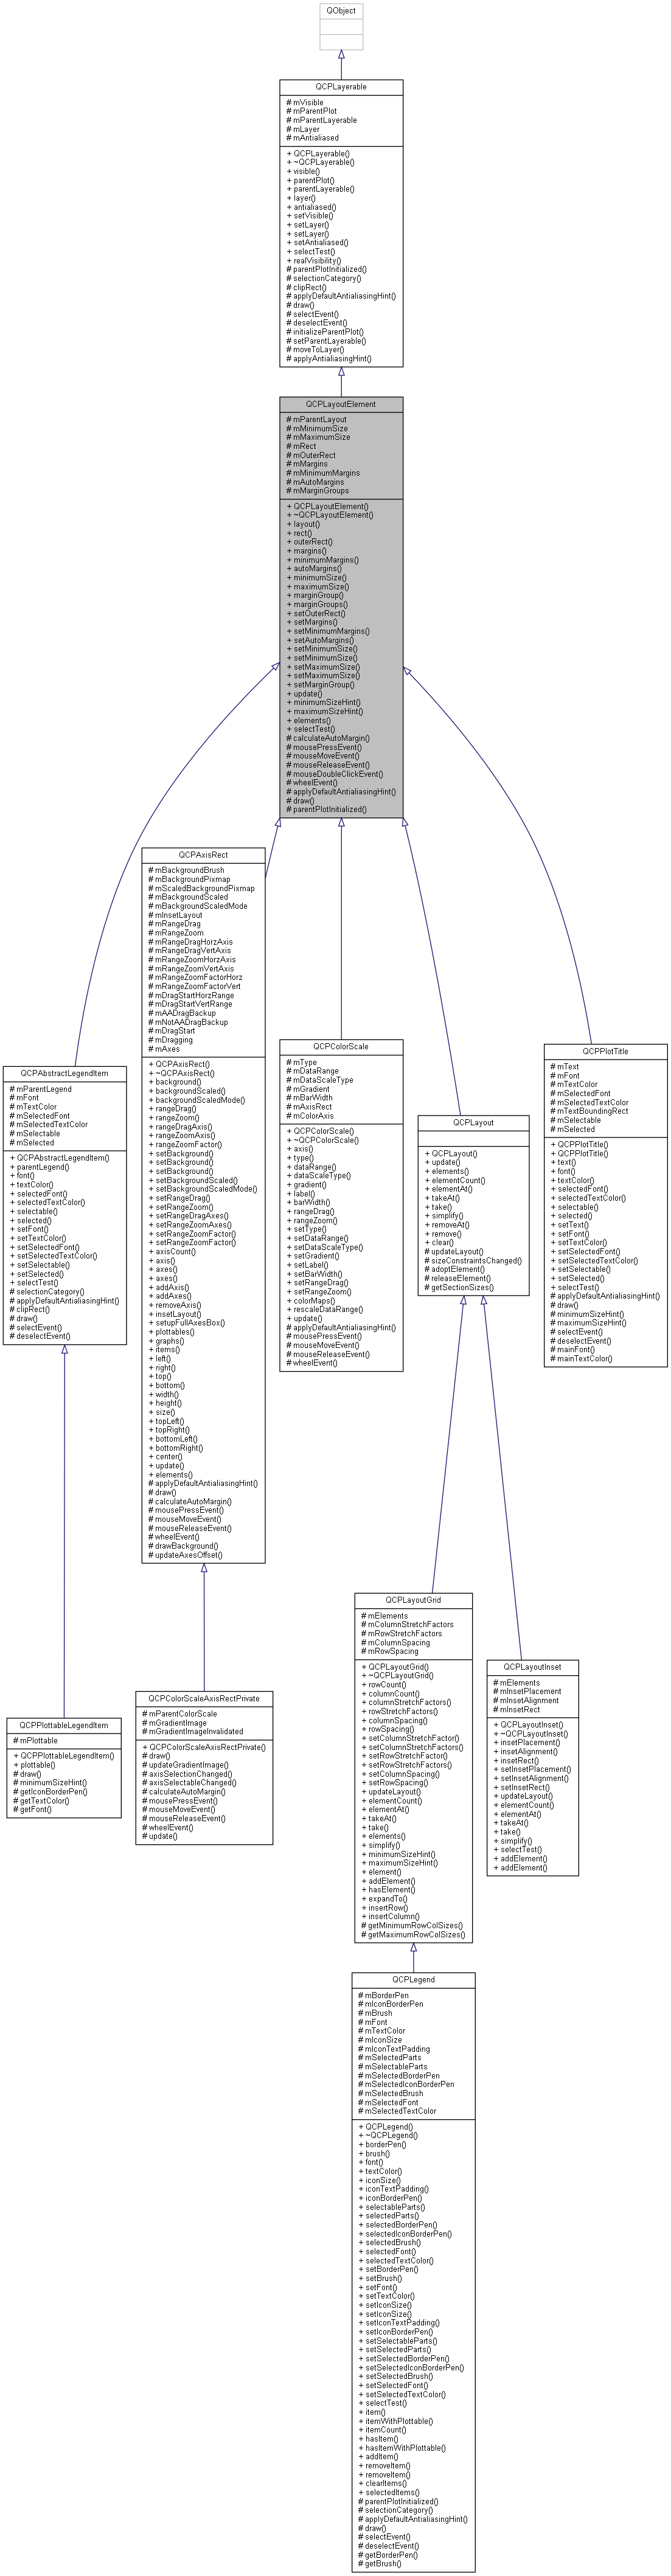 QObject
QCPLayerable
# mVisible
# mParentPlot
# mParentLayerable
# mLayer
# mAntialiased
+ QCPLayerable()
+ ~QCPLayerable()
+ visible()
+ parentPlot()
+ parentLayerable()
+ layer()
+ antialiased()
+ setVisible()
+ setLayer()
+ setLayer()
+ setAntialiased()
+ selectTest()
+ realVisibility()
# parentPlotInitialized()
# selectionCategory()
# clipRect()
# applyDefaultAntialiasingHint()
# draw()
# selectEvent()
# deselectEvent()
# initializeParentPlot()
# setParentLayerable()
# moveToLayer()
# applyAntialiasingHint()
QCPLayoutElement
# mParentLayout
# mMinimumSize
# mMaximumSize
# mRect
# mOuterRect
# mMargins
# mMinimumMargins
# mAutoMargins
# mMarginGroups
+ QCPLayoutElement()
+ ~QCPLayoutElement()
+ layout()
+ rect()
+ outerRect()
+ margins()
+ minimumMargins()
+ autoMargins()
+ minimumSize()
+ maximumSize()
+ marginGroup()
+ marginGroups()
+ setOuterRect()
+ setMargins()
+ setMinimumMargins()
+ setAutoMargins()
+ setMinimumSize()
+ setMinimumSize()
+ setMaximumSize()
+ setMaximumSize()
+ setMarginGroup()
+ update()
+ minimumSizeHint()
+ maximumSizeHint()
+ elements()
+ selectTest()
# calculateAutoMargin()
# mousePressEvent()
# mouseMoveEvent()
# mouseReleaseEvent()
# mouseDoubleClickEvent()
# wheelEvent()
# applyDefaultAntialiasingHint()
# draw()
# parentPlotInitialized()
QCPAbstractLegendItem
# mParentLegend
# mFont
# mTextColor
# mSelectedFont
# mSelectedTextColor
# mSelectable
# mSelected
+ QCPAbstractLegendItem()
+ parentLegend()
+ font()
+ textColor()
+ selectedFont()
+ selectedTextColor()
+ selectable()
+ selected()
+ setFont()
+ setTextColor()
+ setSelectedFont()
+ setSelectedTextColor()
+ setSelectable()
+ setSelected()
+ selectTest()
# selectionCategory()
# applyDefaultAntialiasingHint()
# clipRect()
# draw()
# selectEvent()
# deselectEvent()
QCPAxisRect
# mBackgroundBrush
# mBackgroundPixmap
# mScaledBackgroundPixmap
# mBackgroundScaled
# mBackgroundScaledMode
# mInsetLayout
# mRangeDrag
# mRangeZoom
# mRangeDragHorzAxis
# mRangeDragVertAxis
# mRangeZoomHorzAxis
# mRangeZoomVertAxis
# mRangeZoomFactorHorz
# mRangeZoomFactorVert
# mDragStartHorzRange
# mDragStartVertRange
# mAADragBackup
# mNotAADragBackup
# mDragStart
# mDragging
# mAxes
+ QCPAxisRect()
+ ~QCPAxisRect()
+ background()
+ backgroundScaled()
+ backgroundScaledMode()
+ rangeDrag()
+ rangeZoom()
+ rangeDragAxis()
+ rangeZoomAxis()
+ rangeZoomFactor()
+ setBackground()
+ setBackground()
+ setBackground()
+ setBackgroundScaled()
+ setBackgroundScaledMode()
+ setRangeDrag()
+ setRangeZoom()
+ setRangeDragAxes()
+ setRangeZoomAxes()
+ setRangeZoomFactor()
+ setRangeZoomFactor()
+ axisCount()
+ axis()
+ axes()
+ axes()
+ addAxis()
+ addAxes()
+ removeAxis()
+ insetLayout()
+ setupFullAxesBox()
+ plottables()
+ graphs()
+ items()
+ left()
+ right()
+ top()
+ bottom()
+ width()
+ height()
+ size()
+ topLeft()
+ topRight()
+ bottomLeft()
+ bottomRight()
+ center()
+ update()
+ elements()
# applyDefaultAntialiasingHint()
# draw()
# calculateAutoMargin()
# mousePressEvent()
# mouseMoveEvent()
# mouseReleaseEvent()
# wheelEvent()
# drawBackground()
# updateAxesOffset()
QCPColorScale
# mType
# mDataRange
# mDataScaleType
# mGradient
# mBarWidth
# mAxisRect
# mColorAxis
+ QCPColorScale()
+ ~QCPColorScale()
+ axis()
+ type()
+ dataRange()
+ dataScaleType()
+ gradient()
+ label()
+ barWidth()
+ rangeDrag()
+ rangeZoom()
+ setType()
+ setDataRange()
+ setDataScaleType()
+ setGradient()
+ setLabel()
+ setBarWidth()
+ setRangeDrag()
+ setRangeZoom()
+ colorMaps()
+ rescaleDataRange()
+ update()
# applyDefaultAntialiasingHint()
# mousePressEvent()
# mouseMoveEvent()
# mouseReleaseEvent()
# wheelEvent()
QCPLayout
+ QCPLayout()
+ update()
+ elements()
+ elementCount()
+ elementAt()
+ takeAt()
+ take()
+ simplify()
+ removeAt()
+ remove()
+ clear()
# updateLayout()
# sizeConstraintsChanged()
# adoptElement()
# releaseElement()
# getSectionSizes()
QCPPlotTitle
# mText
# mFont
# mTextColor
# mSelectedFont
# mSelectedTextColor
# mTextBoundingRect
# mSelectable
# mSelected
+ QCPPlotTitle()
+ QCPPlotTitle()
+ text()
+ font()
+ textColor()
+ selectedFont()
+ selectedTextColor()
+ selectable()
+ selected()
+ setText()
+ setFont()
+ setTextColor()
+ setSelectedFont()
+ setSelectedTextColor()
+ setSelectable()
+ setSelected()
+ selectTest()
# applyDefaultAntialiasingHint()
# draw()
# minimumSizeHint()
# maximumSizeHint()
# selectEvent()
# deselectEvent()
# mainFont()
# mainTextColor()
QCPPlottableLegendItem
# mPlottable
+ QCPPlottableLegendItem()
+ plottable()
# draw()
# minimumSizeHint()
# getIconBorderPen()
# getTextColor()
# getFont()
QCPColorScaleAxisRectPrivate
# mParentColorScale
# mGradientImage
# mGradientImageInvalidated
+ QCPColorScaleAxisRectPrivate()
# draw()
# updateGradientImage()
# axisSelectionChanged()
# axisSelectableChanged()
# calculateAutoMargin()
# mousePressEvent()
# mouseMoveEvent()
# mouseReleaseEvent()
# wheelEvent()
# update()
QCPLayoutGrid
# mElements
# mColumnStretchFactors
# mRowStretchFactors
# mColumnSpacing
# mRowSpacing
+ QCPLayoutGrid()
+ ~QCPLayoutGrid()
+ rowCount()
+ columnCount()
+ columnStretchFactors()
+ rowStretchFactors()
+ columnSpacing()
+ rowSpacing()
+ setColumnStretchFactor()
+ setColumnStretchFactors()
+ setRowStretchFactor()
+ setRowStretchFactors()
+ setColumnSpacing()
+ setRowSpacing()
+ updateLayout()
+ elementCount()
+ elementAt()
+ takeAt()
+ take()
+ elements()
+ simplify()
+ minimumSizeHint()
+ maximumSizeHint()
+ element()
+ addElement()
+ hasElement()
+ expandTo()
+ insertRow()
+ insertColumn()
# getMinimumRowColSizes()
# getMaximumRowColSizes()
QCPLayoutInset
# mElements
# mInsetPlacement
# mInsetAlignment
# mInsetRect
+ QCPLayoutInset()
+ ~QCPLayoutInset()
+ insetPlacement()
+ insetAlignment()
+ insetRect()
+ setInsetPlacement()
+ setInsetAlignment()
+ setInsetRect()
+ updateLayout()
+ elementCount()
+ elementAt()
+ takeAt()
+ take()
+ simplify()
+ selectTest()
+ addElement()
+ addElement()
QCPLegend
# mBorderPen
# mIconBorderPen
# mBrush
# mFont
# mTextColor
# mIconSize
# mIconTextPadding
# mSelectedParts
# mSelectableParts
# mSelectedBorderPen
# mSelectedIconBorderPen
# mSelectedBrush
# mSelectedFont
# mSelectedTextColor
+ QCPLegend()
+ ~QCPLegend()
+ borderPen()
+ brush()
+ font()
+ textColor()
+ iconSize()
+ iconTextPadding()
+ iconBorderPen()
+ selectableParts()
+ selectedParts()
+ selectedBorderPen()
+ selectedIconBorderPen()
+ selectedBrush()
+ selectedFont()
+ selectedTextColor()
+ setBorderPen()
+ setBrush()
+ setFont()
+ setTextColor()
+ setIconSize()
+ setIconSize()
+ setIconTextPadding()
+ setIconBorderPen()
+ setSelectableParts()
+ setSelectedParts()
+ setSelectedBorderPen()
+ setSelectedIconBorderPen()
+ setSelectedBrush()
+ setSelectedFont()
+ setSelectedTextColor()
+ selectTest()
+ item()
+ itemWithPlottable()
+ itemCount()
+ hasItem()
+ hasItemWithPlottable()
+ addItem()
+ removeItem()
+ removeItem()
+ clearItems()
+ selectedItems()
# parentPlotInitialized()
# selectionCategory()
# applyDefaultAntialiasingHint()
# draw()
# selectEvent()
# deselectEvent()
# getBorderPen()
# getBrush()